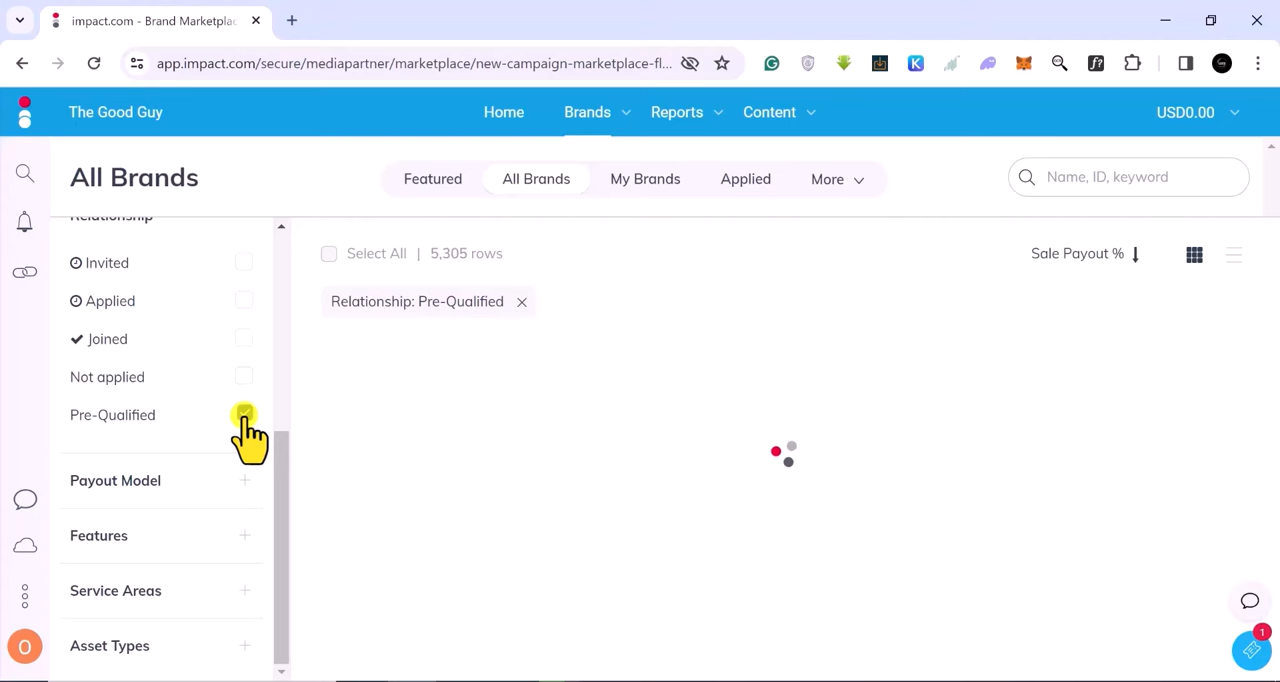 impact.com - Brand Marketplac
app.impact.com/secure/mediapartner/marketplace/new-campaign-marketplace-fl...
The Good Guy
Home
Brands
Reports
Content
USD0.00
All Brands
Featured
All Brands
My Brands
Applied
More
Name, ID, keyword
Relationship
Invited
Applied
Joined
Not applied
Pre-Qualified
Payout Model
Features
Service Areas
Asset Types
Select All | 5,305 rows
Sale Payout %
Relationship: Pre-Qualified
O
1